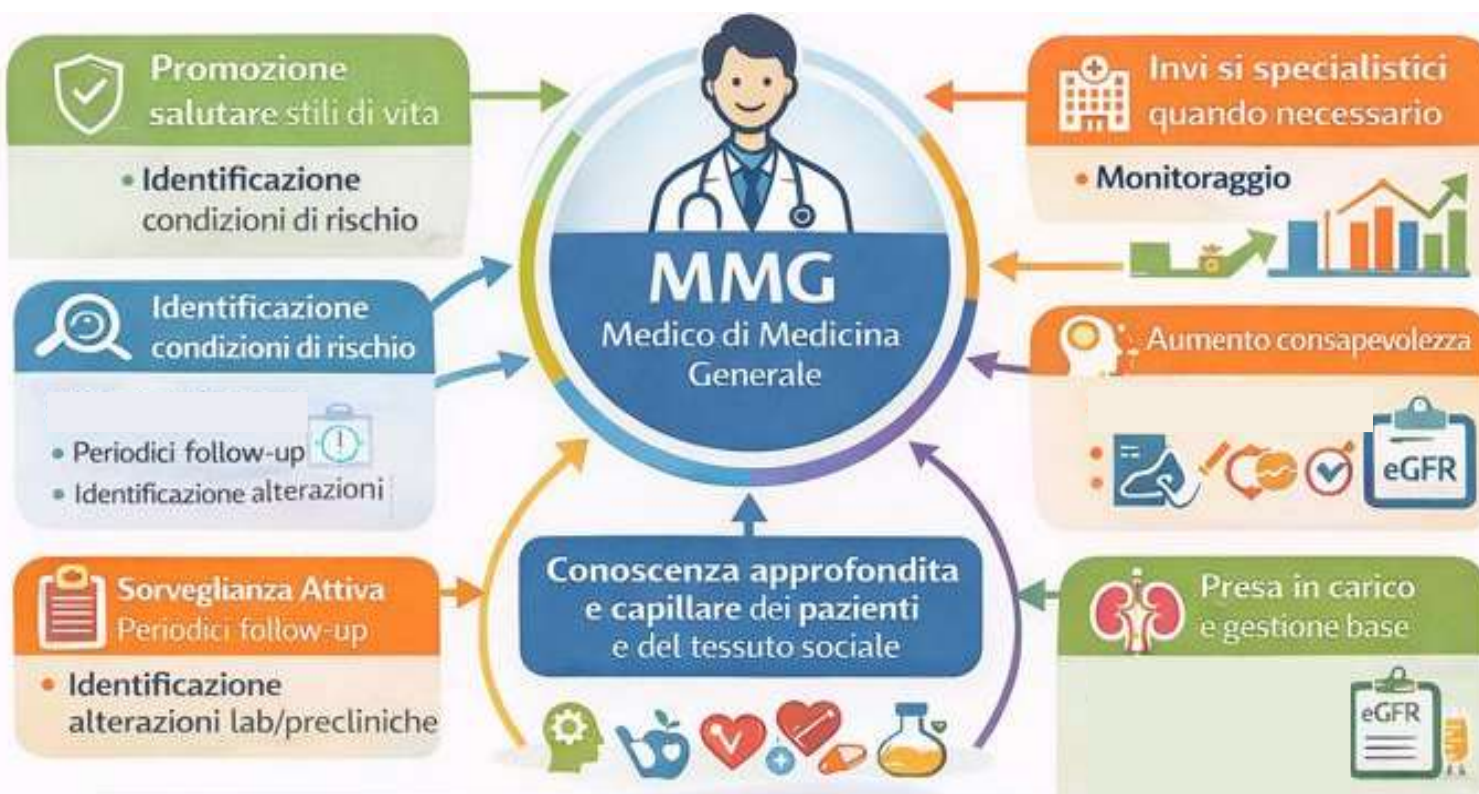 Promozione
salutare stili di vita
• Identificazione
condizioni di rischio
Identificazione
condizioni di rischio
• Periodici follow-up
• Identificazione alterazioni
Sorveglianza Attiva
Periodici follow-up
• Identificazione
alterazioni lab/precliniche
MMG
Medico di Medicina
Generale
Conoscenza approfondita
e capillare dei pazienti
e del tessuto sociale
Invi si specialistici
quando necessario
• Monitoraggio
Aumento consapevolezza
eGFR
Presa in carico
e gestione base
eGFR